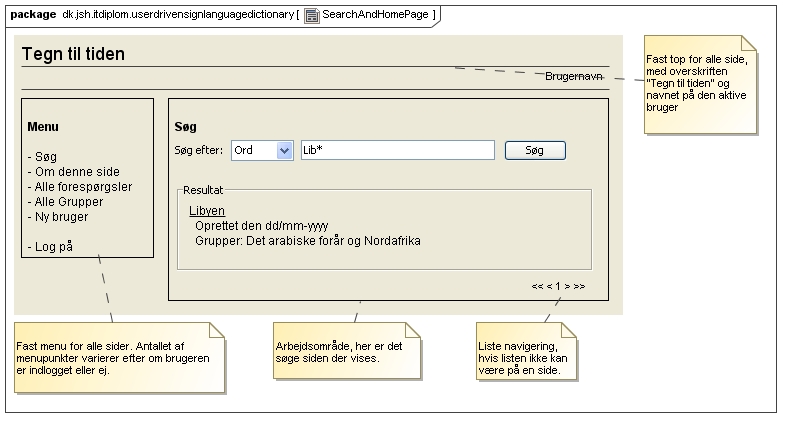 package dk.jsh.itdiplom.userdrivensignlanguagedictionary [ SearchAndHomePage ]
Tegn til tiden
Brugernavn
Fast top for alle side,
med overskriften
"Tegn til tiden" og
navnet på den aktive
bruger
Menu
- Søg
- Om denne side
- Alle forespørgsler
- Alle Grupper
- Ny bruger
- Log på
Søg
Søg efter: Ord Lib* Søg
Resultat
Libyen
Oprettet den dd/mm-yyyy
Grupper: Det arabiske forår og Nordafrika
<< < 1 > >>
Fast menu for alle sider. Antallet af
menupunkter varierer efter om brugeren
er indlogget eller ej.
Arbejdsområde, her er det
søge siden der vises.
Liste navigering,
hvis listen ikke kan
være på en side.